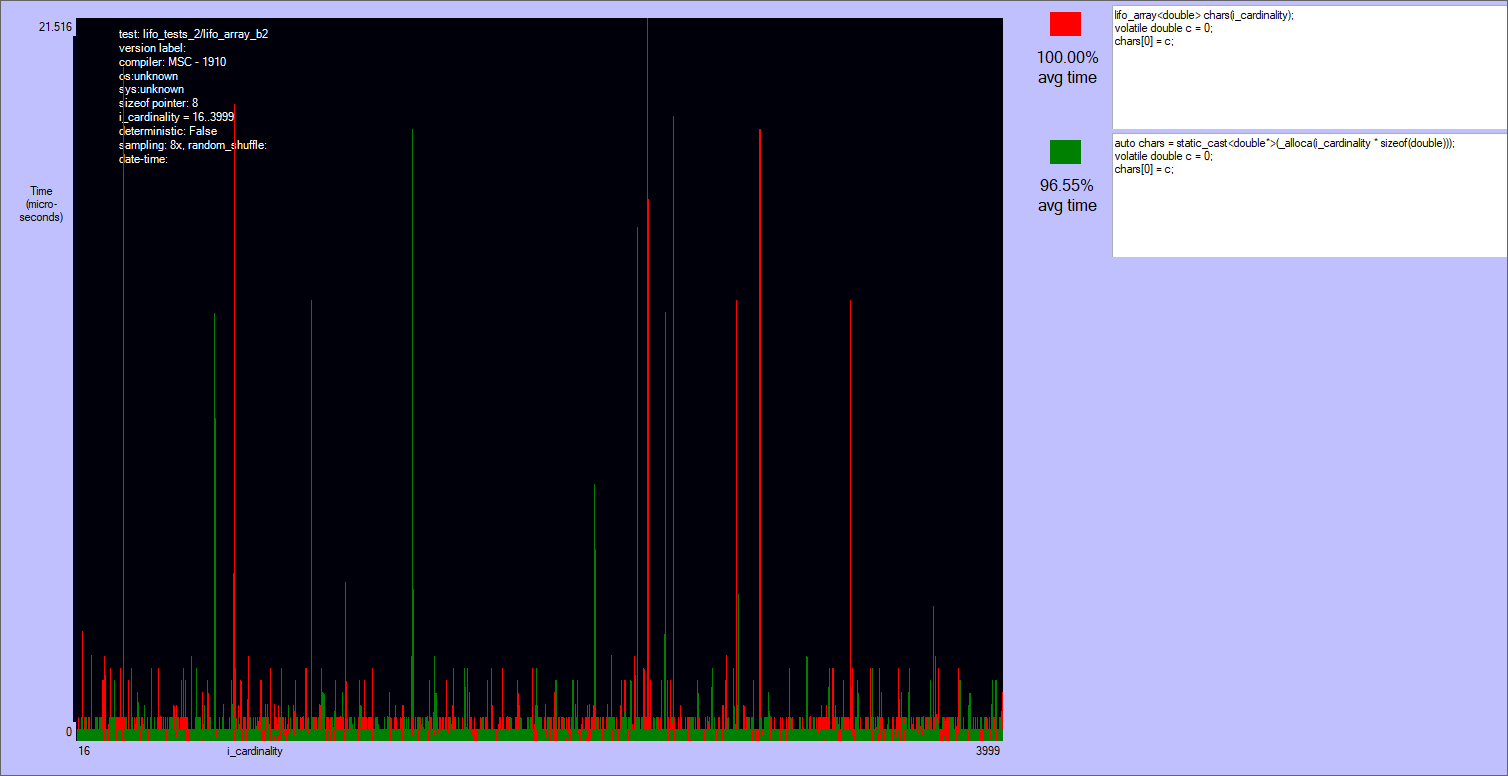 21.516
test: lifo_tests_2/lifo_array_b2
version label:
compiler: MSC - 1910
os:unknown
sys:unknown
sizeof pointer: 8
i_cardinality = 16..3999
deterministic: False
sampling: 8x, random_shuffle:
date-time:
Time
(micro-
seconds)
0
16
i_cardinality
3999
100.00%
avg time
lifo_array<double> chars(i_cardinality);
volatile double c = 0;
chars[0] = c;
96.55%
avg time
auto chars = static_cast<double*>(_alloca(i_cardinality * sizeof(double)));
volatile double c = 0;
chars[0] = c;